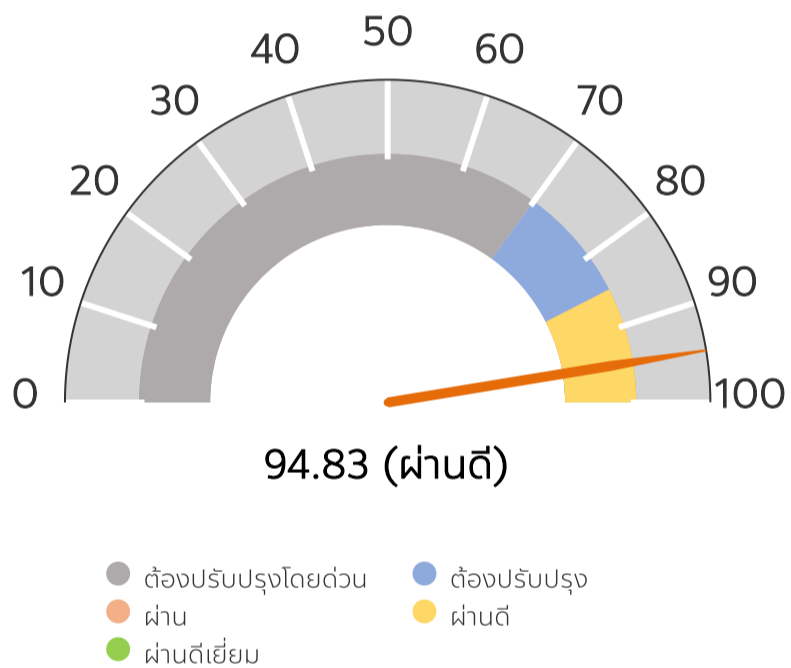 50
40 60
30 70
20 80
10 90
0 100
94.83 (ผ่านดี)
ต้องปรับปรุงโดยด่วน ต้องปรับปรุง
ผ่าน ผ่านดี
ผ่านดีเยี่ยม